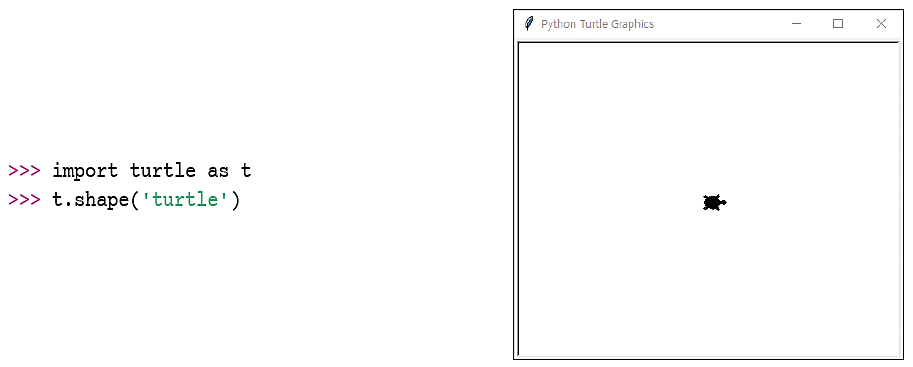 Python Turtle Graphics
>>> import turtle as t
>>> t.shape('turtle')